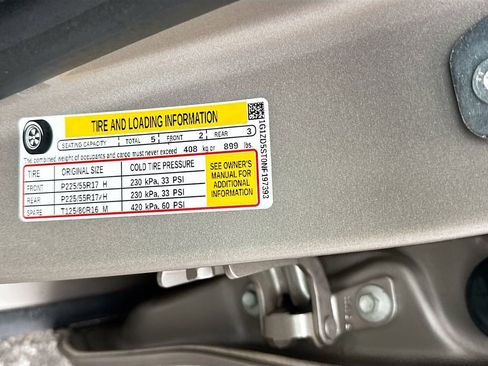 TIRE AND LOADING INFORMATION
SEATING CAPACITY TOTAL 5 FRONT 2 REAR 3
The combined weight of occupants and cargo must never exceed 408 kg or 899 lbs.
TIRE ORIGINAL SIZE COLD TIRE PRESSURE
FRONT P225/55R17 H 230 kPa, 33 PSI
REAR P225/55R17 H 230 kPa, 33 PSI
SPARE T125/80R16 M 420 kPa, 60 PSI
SEE OWNER'S
MANUAL FOR
ADDITIONAL
INFORMATION
1G1ZD5ST0NF197393